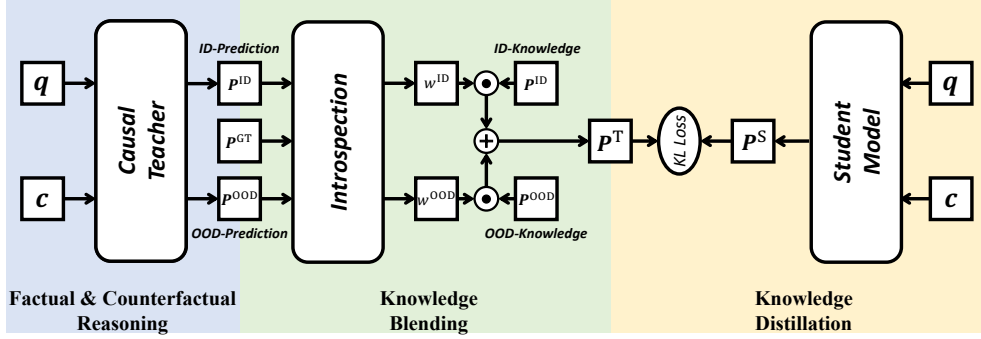 q
c
Causal
Teacher
ID-Prediction
P^ID
P^GT
P^OOD
OOD-Prediction
Introspection
w^ID
w^OOD
ID-Knowledge
P^ID
+
P^OOD
OOD-Knowledge
P^T
KL Loss
P^S
Student
Model
q
c
Factual & Counterfactual
Reasoning
Knowledge
Blending
Knowledge
Distillation